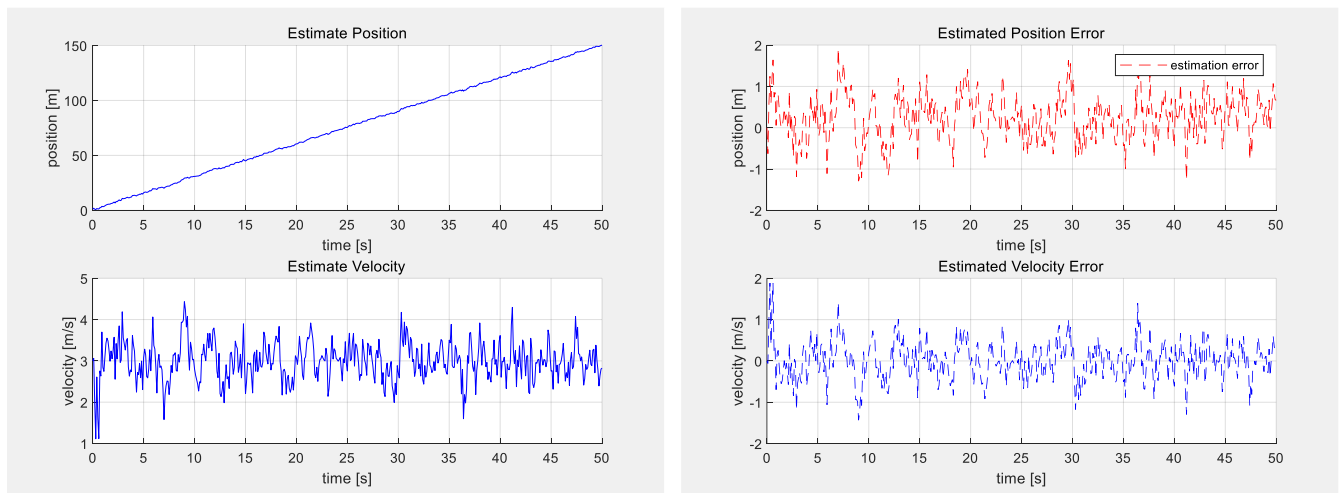 Estimate Position
150
100
50
0
position [m]
0 5 10 15 20 25 30 35 40 45 50
time [s]
Estimate Velocity
5
4
3
2
1
velocity [m/s]
0 5 10 15 20 25 30 35 40 45 50
time [s]
Estimated Position Error
estimation error
2
1
0
-1
-2
position [m]
0 5 10 15 20 25 30 35 40 45 50
time [s]
Estimated Velocity Error
2
1
0
-1
-2
velocity [m/s]
0 5 10 15 20 25 30 35 40 45 50
time [s]